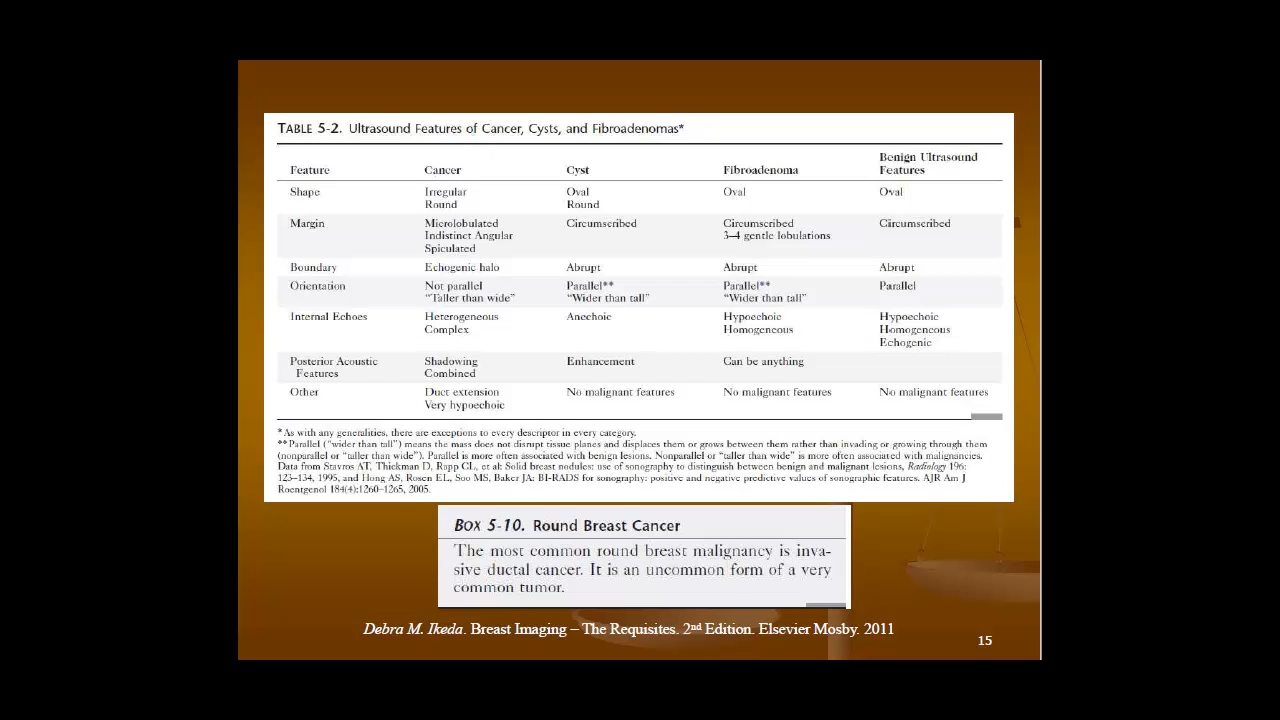 TABLE 5-2. Ultrasound Features of Cancer, Cysts, and Fibroadenomas*
Benign Ultrasound
Feature Cancer Cyst Fibroadenoma Features
Shape Irregular Oval Oval Oval
Round Round
Margin Microlobulated Circumscribed Circumscribed Circumscribed
Indistinct Angular 3–4 gentle lobulations
Spiculated
Boundary Echogenic halo Abrupt Abrupt Abrupt
Orientation Not parallel Parallel** Parallel** Parallel
“Taller than wide” “Wider than tall” “Wider than tall”
Internal Echoes Heterogeneous Anechoic Hypoechoic Hypoechoic
Complex Homogeneous Homogeneous
Echogenic
Posterior Acoustic Shadowing Enhancement Can be anything
Features Combined
Other Duct extension No malignant features No malignant features No malignant features
Very hypoechoic
*As with any generalities, there are exceptions to every descriptor in every category.
**Parallel (“wider than tall”) means the mass does not disrupt tissue planes and displaces them or grows between them rather than invading or growing through them
(nonparallel or “taller than wide”). Parallel is more often associated with benign lesions. Nonparallel or “taller than wide” is more often associated with malignancies.
Data from Stavros AT, Thickman D, Rapp CL, et al: Solid breast nodules: use of sonography to distinguish between benign and malignant lesions, Radiology 196:
123–134, 1995, and Hong AS, Rosen EL, Soo MS, Baker JA: BI-RADS for sonography: positive and negative predictive values of sonographic features. AJR Am J
Roentgenol 184(4):1260–1265, 2005.
BOX 5-10. Round Breast Cancer
The most common round breast malignancy is inva-
sive ductal cancer. It is an uncommon form of a very
common tumor.
Debra M. Ikeda. Breast Imaging – The Requisites. 2nd Edition. Elsevier Mosby. 2011
15